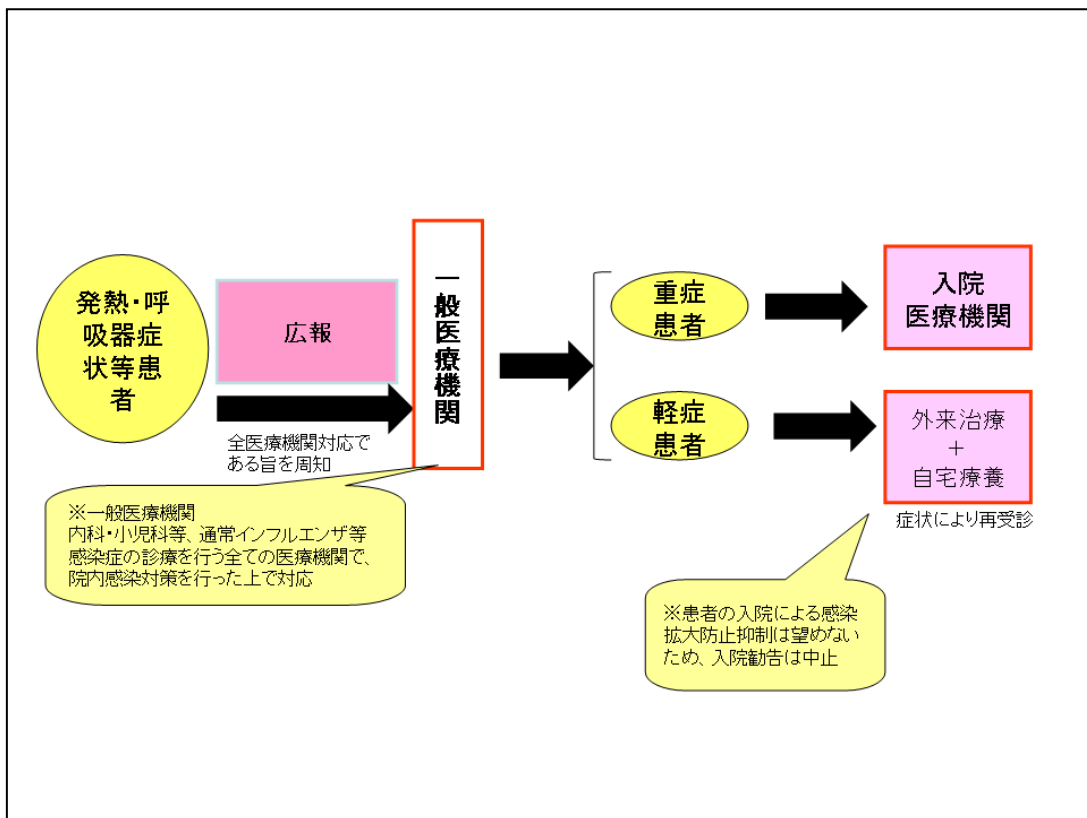 発熱・呼
吸器症
状等患
者
広報
全医療機関対応で
ある旨を周知
一般医療機関
※一般医療機関
内科・小児科等、通常インフルエンザ等
感染症の診療を行う全ての医療機関で、
院内感染対策を行った上で対応
重症
患者
入院
医療機関
軽症
患者
外来治療
+
自宅療養
症状により再受診
※患者の入院による感染
拡大防止抑制は望めない
ため、入院勧告は中止